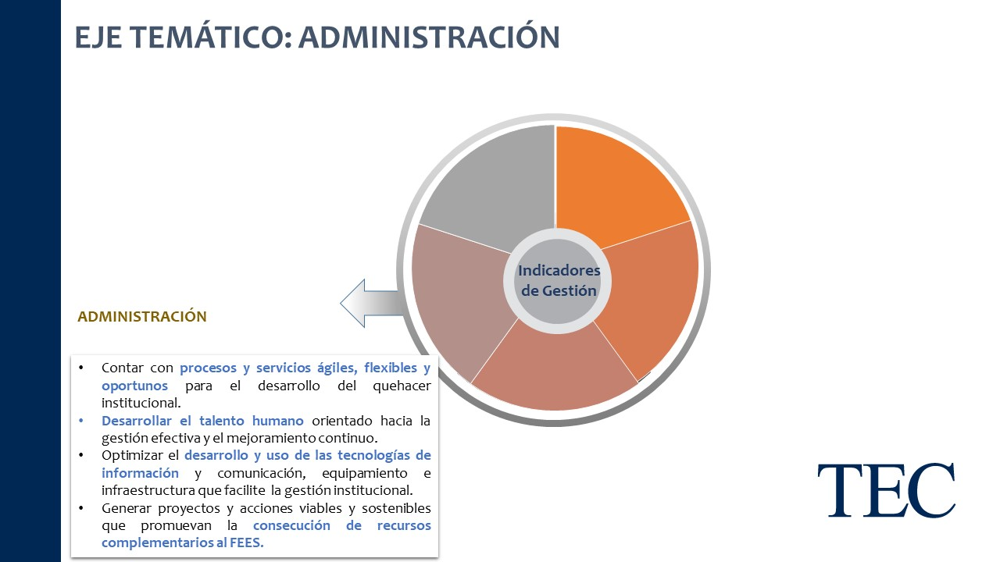 EJE TEMÁTICO: ADMINISTRACIÓN
Indicadores
de Gestión
ADMINISTRACIÓN
• Contar con procesos y servicios ágiles, flexibles y
oportunos para el desarrollo del quehacer
institucional.
• Desarrollar el talento humano orientado hacia la
gestión efectiva y el mejoramiento continuo.
• Optimizar el desarrollo y uso de las tecnologías de
información y comunicación, equipamiento e
infraestructura que facilite la gestión institucional.
• Generar proyectos y acciones viables y sostenibles
que promuevan la consecución de recursos
complementarios al FEES.
TEC